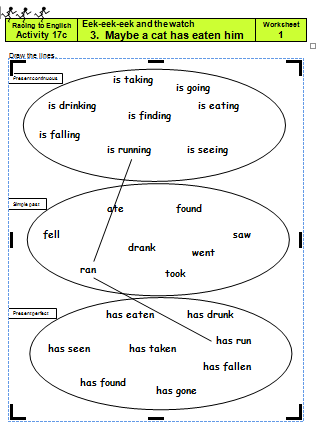 Racing to English
Activity 17c
Eek-eek-eek and the watch
3. Maybe a cat has eaten him
Worksheet
1
Draw the lines.
Present continuous
is taking
is going
is drinking
is eating
is finding
is falling
is running
is seeing
Simple past
ate
found
fell
saw
drank
went
ran
took
Present perfect
has eaten
has drunk
has run
has seen
has taken
has fallen
has found
has gone